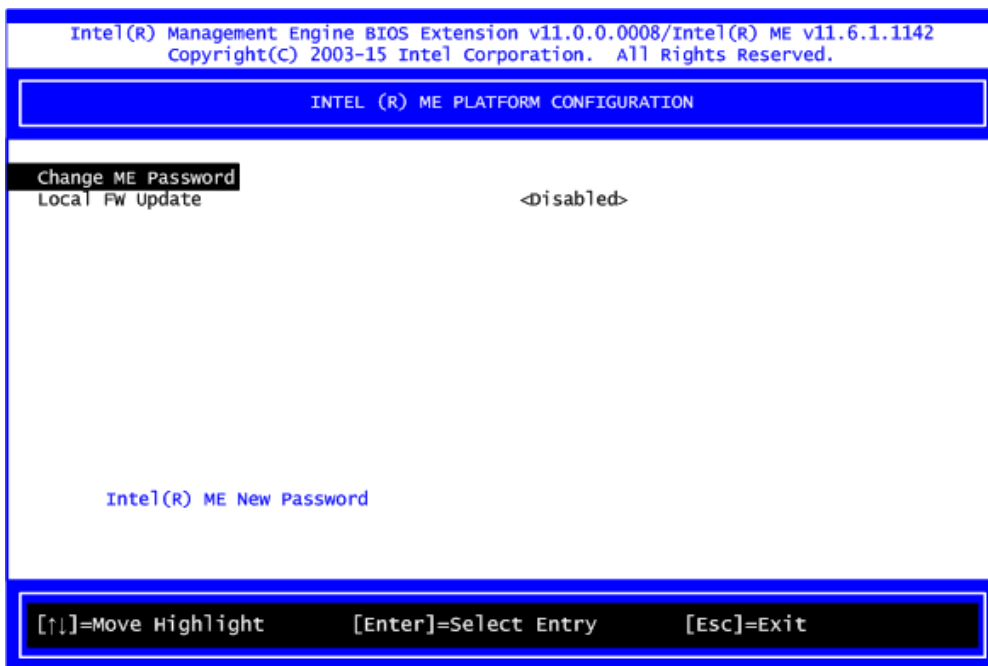 Intel(R) Management Engine BIOS Extension v11.0.0.0008/Intel(R) ME v11.6.1.1142
Copyright(C) 2003-15 Intel Corporation. All Rights Reserved.
INTEL (R) ME PLATFORM CONFIGURATION
Change ME Password
Local FW Update <Disabled>
Intel(R) ME New Password
[↑↓]=Move Highlight [Enter]=Select Entry [Esc]=Exit